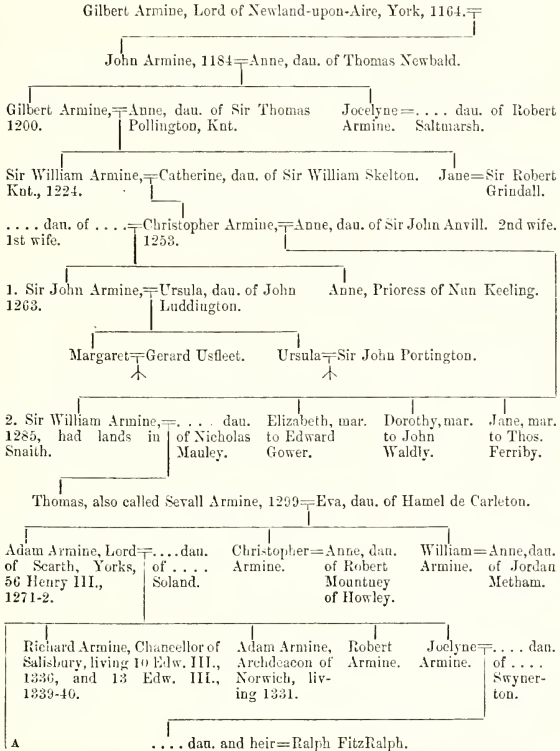 Gilbert Armine, Lord of Newland-upon-Aire, York, 1164.
John Armine, 1184 Anne, dau. of Thomas Newbald.
Gilbert Armine,
1200.
Anne, dau. of Sir Thomas
Pollington, Knt.
Jocelyne
Armine.
. . . . dau. of Robert
Saltmarsh.
Sir William Armine,
Knt., 1224.
Catherine, dau. of Sir William Skelton.
Jane=Sir Robert
Grindall.
. . . . dau. of . . . .
1st wife.
Christopher Armine,
1253.
Anne, dau. of Sir John Anvill. 2nd wife.
1. Sir John Armine,
1263.
Ursula, dau. of John
Luddington.
Anne, Prioress of Nun Keeling.
Margaret Gerard Usfleet.
Ursula Sir John Portington.
2. Sir William Armine,
1285, had lands in
Snaith.
. . . . dau.
of Nicholas
Mauley.
Elizabeth, mar.
to Edward
Gower.
Dorothy, mar.
to John
Waldly.
Jane, mar.
to Thos.
Ferriby.
Thomas, also called Sevall Armine, 1299 Eva, dau. of Hamel de Carleton.
Adam Armine, Lord
of Scarth, Yorks,
56 Henry III.,
1271-2.
....dau.
of . . . .
Soland.
Christopher
Armine.
Anne, dau.
of Robert
Mountney
of Howley.
William
Armine.
Anne, dau.
of Jordan
Metham.
Richard Armine, Chancellor of
Salisbury, living 10 Edw. III.,
1336, and 13 Edw. III.,
1339-40.
Adam Armine,
Archdeacon of
Norwich, liv-
ing 1331.
Robert
Armine.
Joclyne
Armine.
. . . . dau.
of . . . .
Swyner-
ton.
A
. . . . dau. and heir=Ralph FitzRalph.